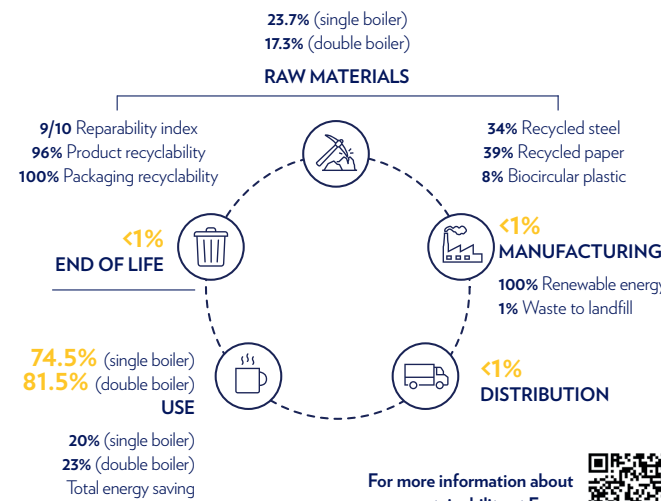 23.7% (single boiler)
17.3% (double boiler)
RAW MATERIALS
9/10 Reparability index
96% Product recyclability
100% Packaging recyclability
34% Recycled steel
39% Recycled paper
8% Biocircular plastic
<1%
END OF LIFE
<1%
MANUFACTURING
100% Renewable energy
1% Waste to landfill
74.5% (single boiler)
81.5% (double boiler)
USE
20% (single boiler)
23% (double boiler)
Total energy saving
<1%
DISTRIBUTION
For more information about